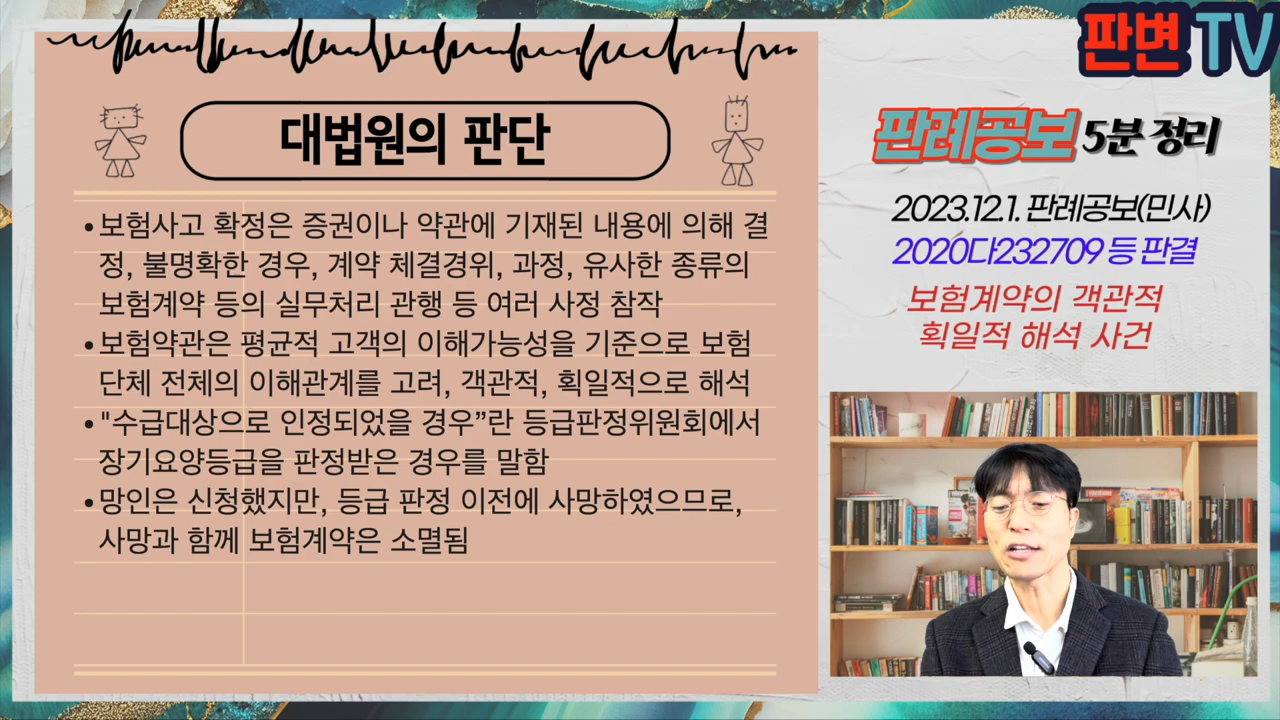 판변 TV
대법원의 판단
• 보험사고 확정은 증권이나 약관에 기재된 내용에 의해 결
정, 불명확한 경우, 계약 체결경위, 과정, 유사한 종류의
보험계약 등의 실무처리 관행 등 여러 사정 참작
• 보험약관은 평균적 고객의 이해가능성을 기준으로 보험
단체 전체의 이해관계를 고려, 객관적, 획일적으로 해석
• "수급대상으로 인정되었을 경우”란 등급판정위원회에서
장기요양등급을 판정받은 경우를 말함
• 망인은 신청했지만, 등급 판정 이전에 사망하였으므로,
사망과 함께 보험계약은 소멸됨
판례공보 5분 정리
2023.12.1. 판례공보(민사)
2020다232709 등 판결
보험계약의 객관적
획일적 해석 사건